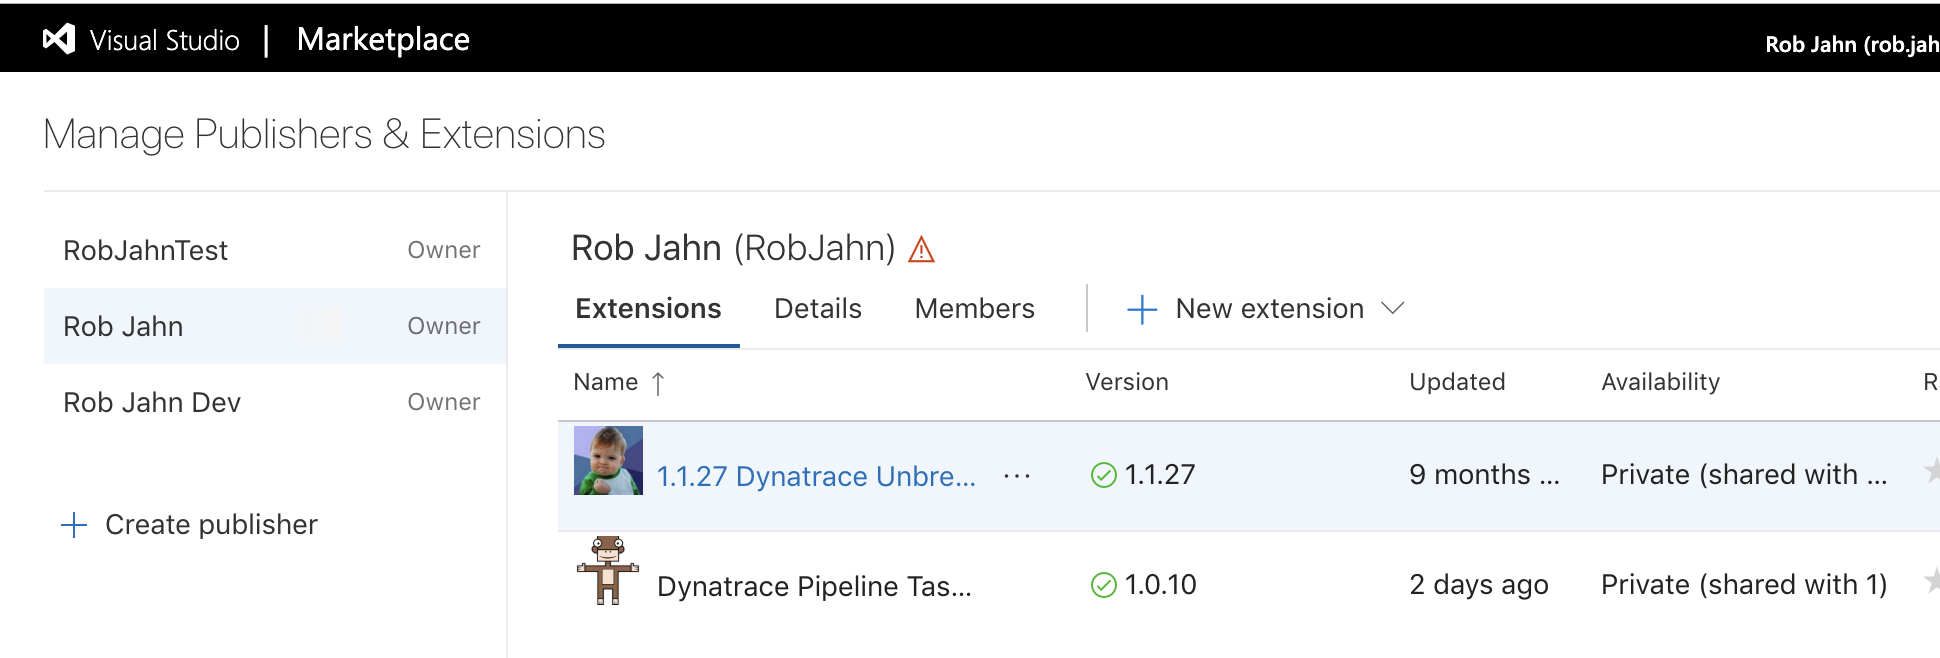 Visual Studio | Marketplace
Rob Jahn (rob.jah
Manage Publishers & Extensions
RobJahnTest Owner
Rob Jahn Owner
Rob Jahn Dev Owner
Create publisher
Rob Jahn (RobJahn)
Extensions Details Members New extension
Name ↑ Version Updated Availability R
1.1.27 Dynatrace Unbre... ... 1.1.27 9 months ... Private (shared with ...
Dynatrace Pipeline Tas... 1.0.10 2 days ago Private (shared with 1)